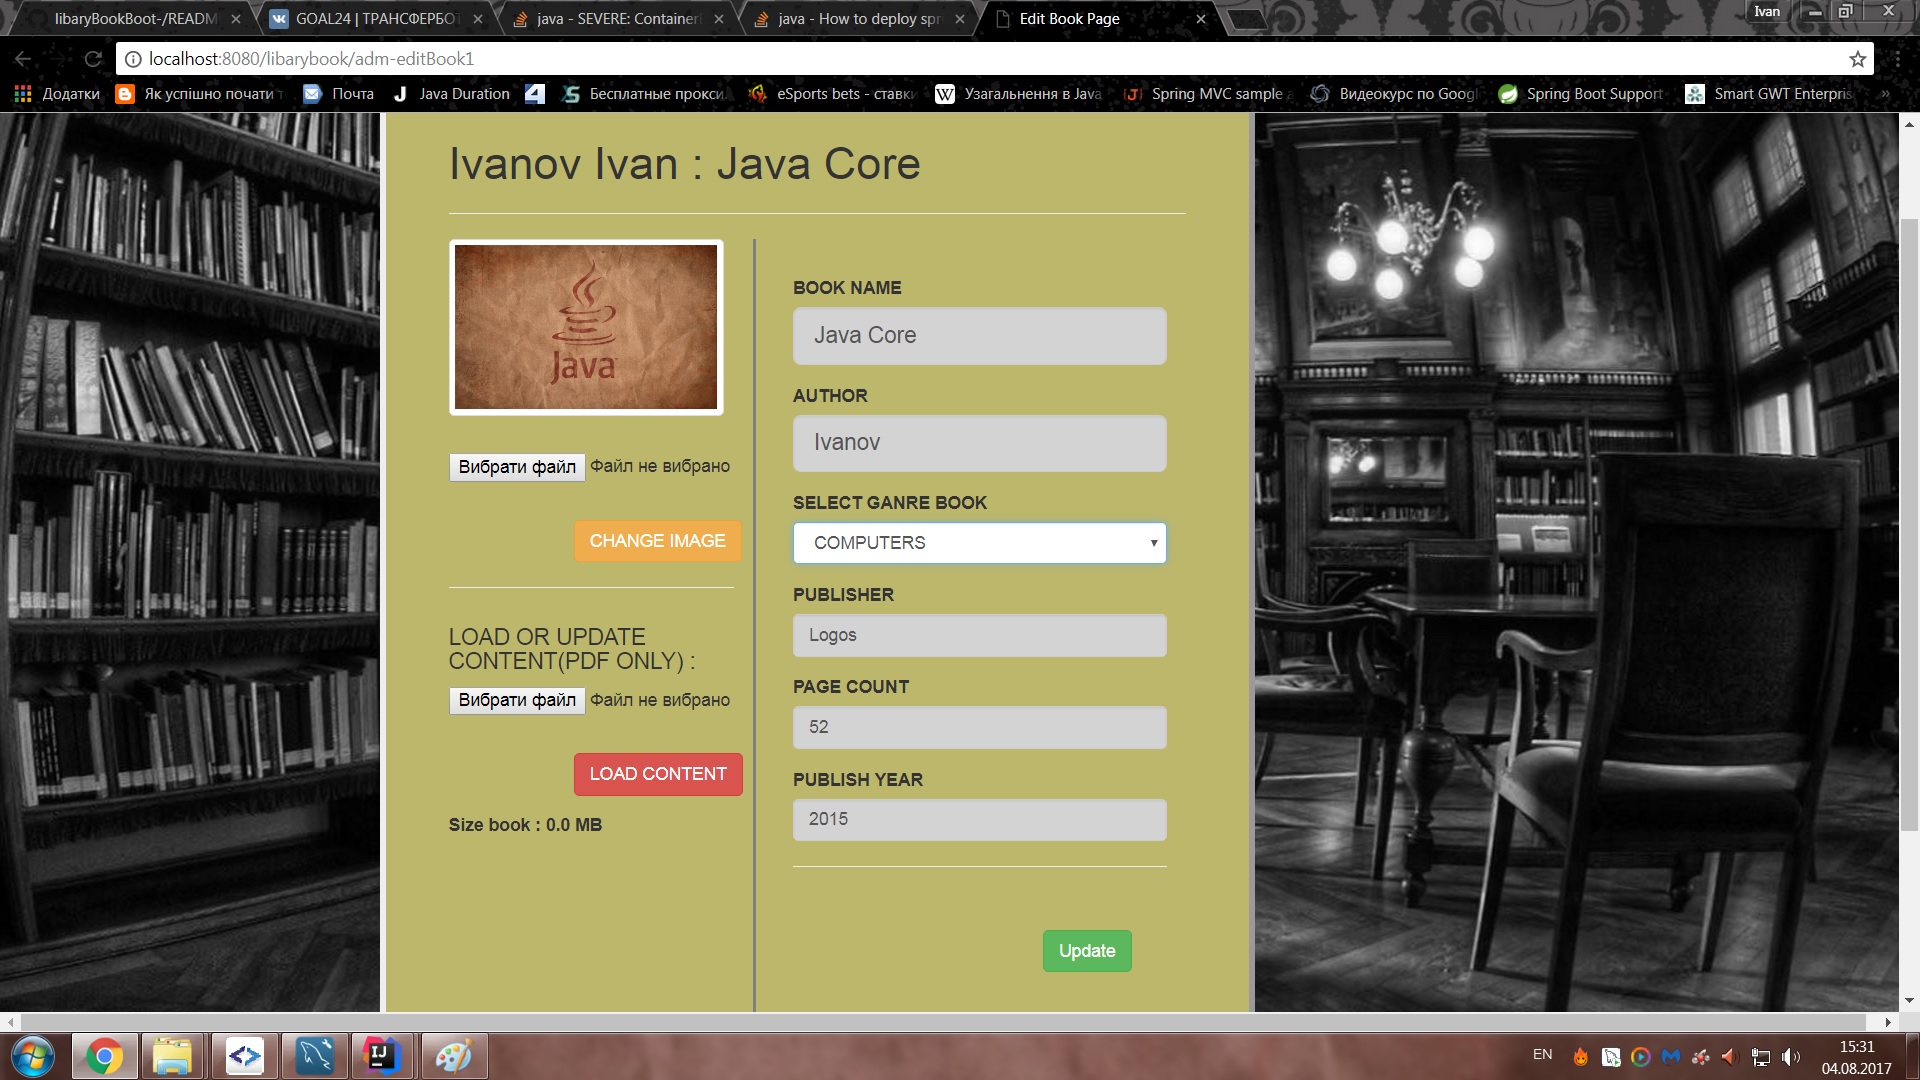 libaryBookBoot-/READM
GOAL24 | ТРАНСФЕРБО
java - SEVERE: Container
java - How to deploy spr
Edit Book Page
Ivan
localhost:8080/libarybook/adm-editBook1
Додатки
Як успішно почати
Почта
Java Duration
Бесплатные прокси
eSports bets - ставки
Узагальнення в Java
Spring MVC sample
Видеокурс по Googl
Spring Boot Support
Smart GWT Enterpris
»
Ivanov Ivan : Java Core
Java
Вибрати файл Файл не вибрано
CHANGE IMAGE
LOAD OR UPDATE
CONTENT(PDF ONLY) :
Вибрати файл Файл не вибрано
LOAD CONTENT
Size book : 0.0 MB
BOOK NAME
Java Core
AUTHOR
Ivanov
SELECT GANRE BOOK
COMPUTERS
PUBLISHER
Logos
PAGE COUNT
52
PUBLISH YEAR
2015
Update
EN
15:31
04.08.2017